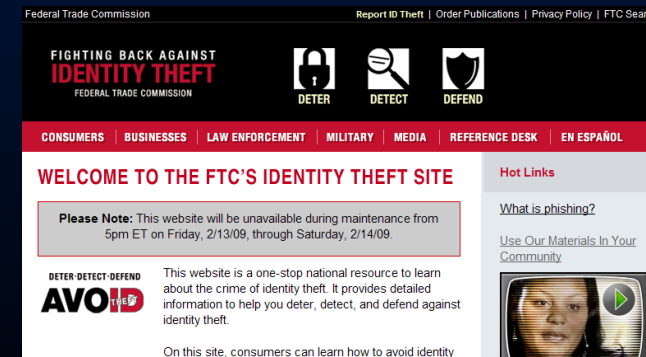 Federal Trade Commission
Report ID Theft | Order Publications | Privacy Policy | FTC Sear
FIGHTING BACK AGAINST
IDENTITY THEFT
FEDERAL TRADE COMMISSION
DETER
DETECT
DEFEND
CONSUMERS | BUSINESSES | LAW ENFORCEMENT | MILITARY | MEDIA | REFERENCE DESK | EN ESPAÑOL
WELCOME TO THE FTC'S IDENTITY THEFT SITE
Please Note: This website will be unavailable during maintenance from
5pm ET on Friday, 2/13/09, through Saturday, 2/14/09.
DETER·DETECT·DEFEND
AVOID
THEFT
This website is a one-stop national resource to learn
about the crime of identity theft. It provides detailed
information to help you deter, detect, and defend against
identity theft.
On this site, consumers can learn how to avoid identity
Hot Links
What is phishing?
Use Our Materials In Your
Community